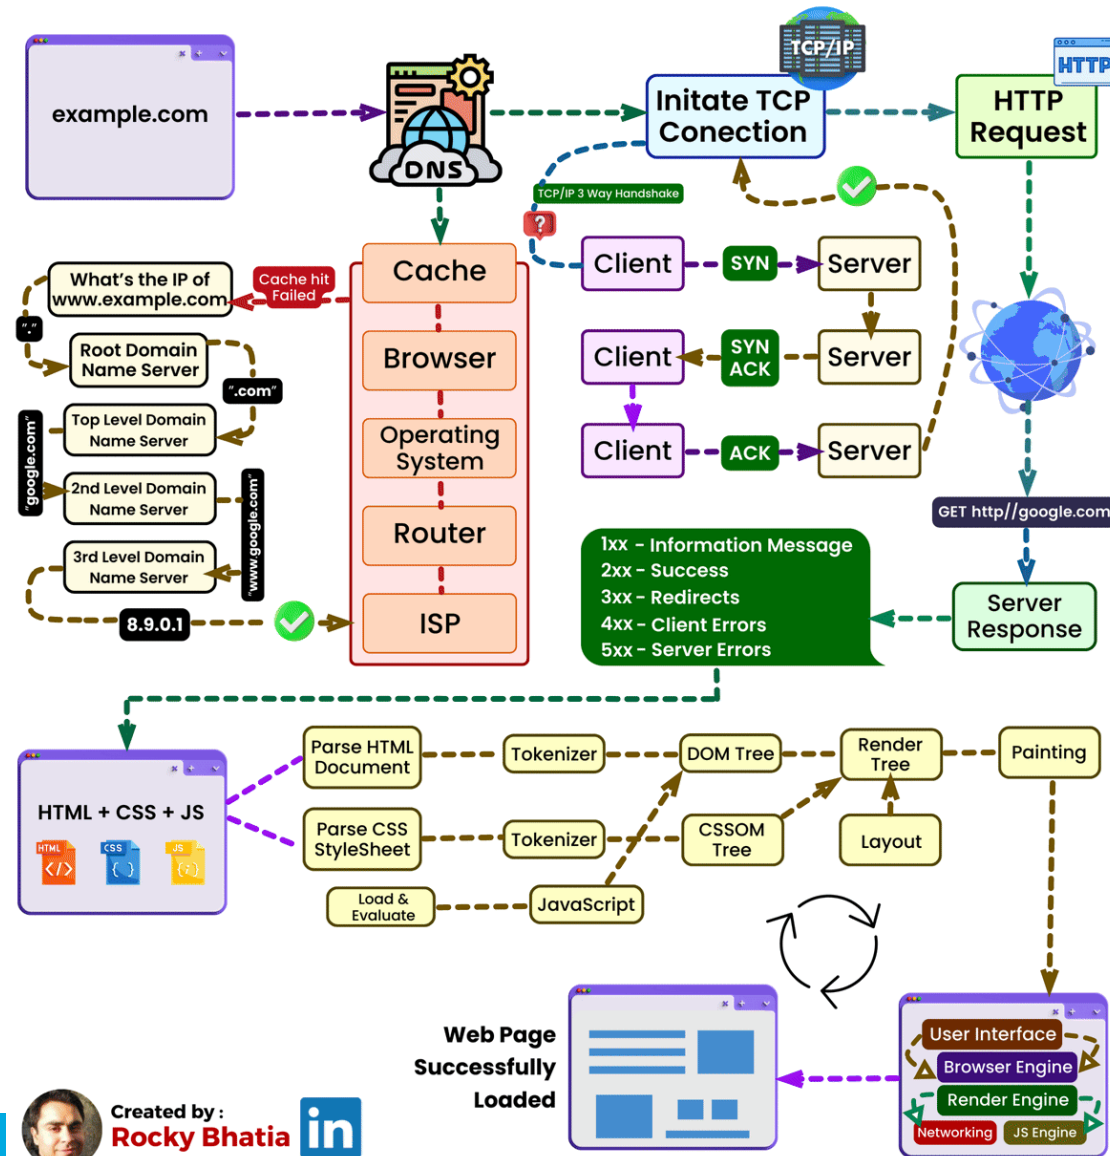 example.com
DNS
TCP/IP
Initate TCP
Conection
HTTP
HTTP
Request
TCP/IP 3 Way Handshake
?
Client
SYN
Server
Client
SYN
ACK
Server
Client
ACK
Server
GET http//google.com
Server
Response
1xx - Information Message
2xx - Success
3xx - Redirects
4xx - Client Errors
5xx - Server Errors
Cache
Browser
Operating
System
Router
ISP
Cache hit
Failed
What's the IP of
www.example.com
"."
Root Domain
Name Server
".com"
Top Level Domain
Name Server
"google.com"
2nd Level Domain
Name Server
"www.google.com"
3rd Level Domain
Name Server
8.9.0.1
HTML + CSS + JS
HTML
</>
CSS
{ }
JS
{ }
Parse HTML
Document
Tokenizer
DOM Tree
Render
Tree
Painting
Parse CSS
StyleSheet
Tokenizer
CSSOM
Tree
Layout
Load &
Evaluate
JavaScript
User Interface
Browser Engine
Render Engine
Networking
JS Engine
Web Page
Successfully
Loaded
Created by :
Rocky Bhatia
in